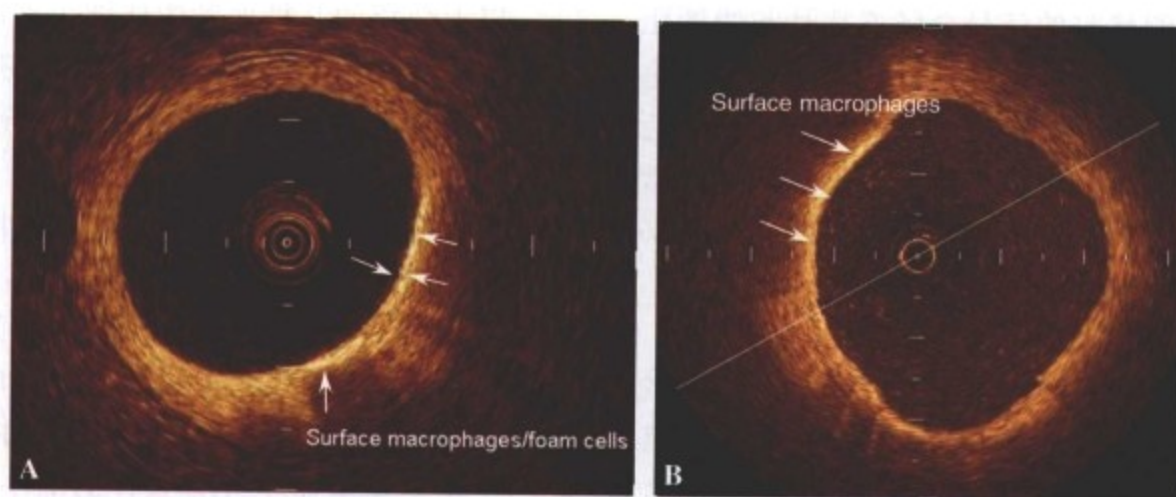 Surface macrophages/foam cells
A
Surface macrophages
B